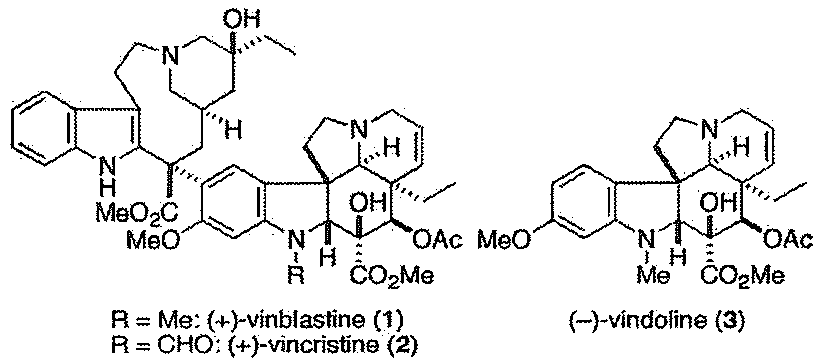 OH
N
H
N
H
MeO₂C
MeO
N
H
OH
OAc
N
R
H
CO₂Me
N
H
OH
MeO
N
Me
H
OAc
CO₂Me
R = Me: (+)-vinblastine (1)
R = CHO: (+)-vincristine (2)
(–)-vindoline (3)